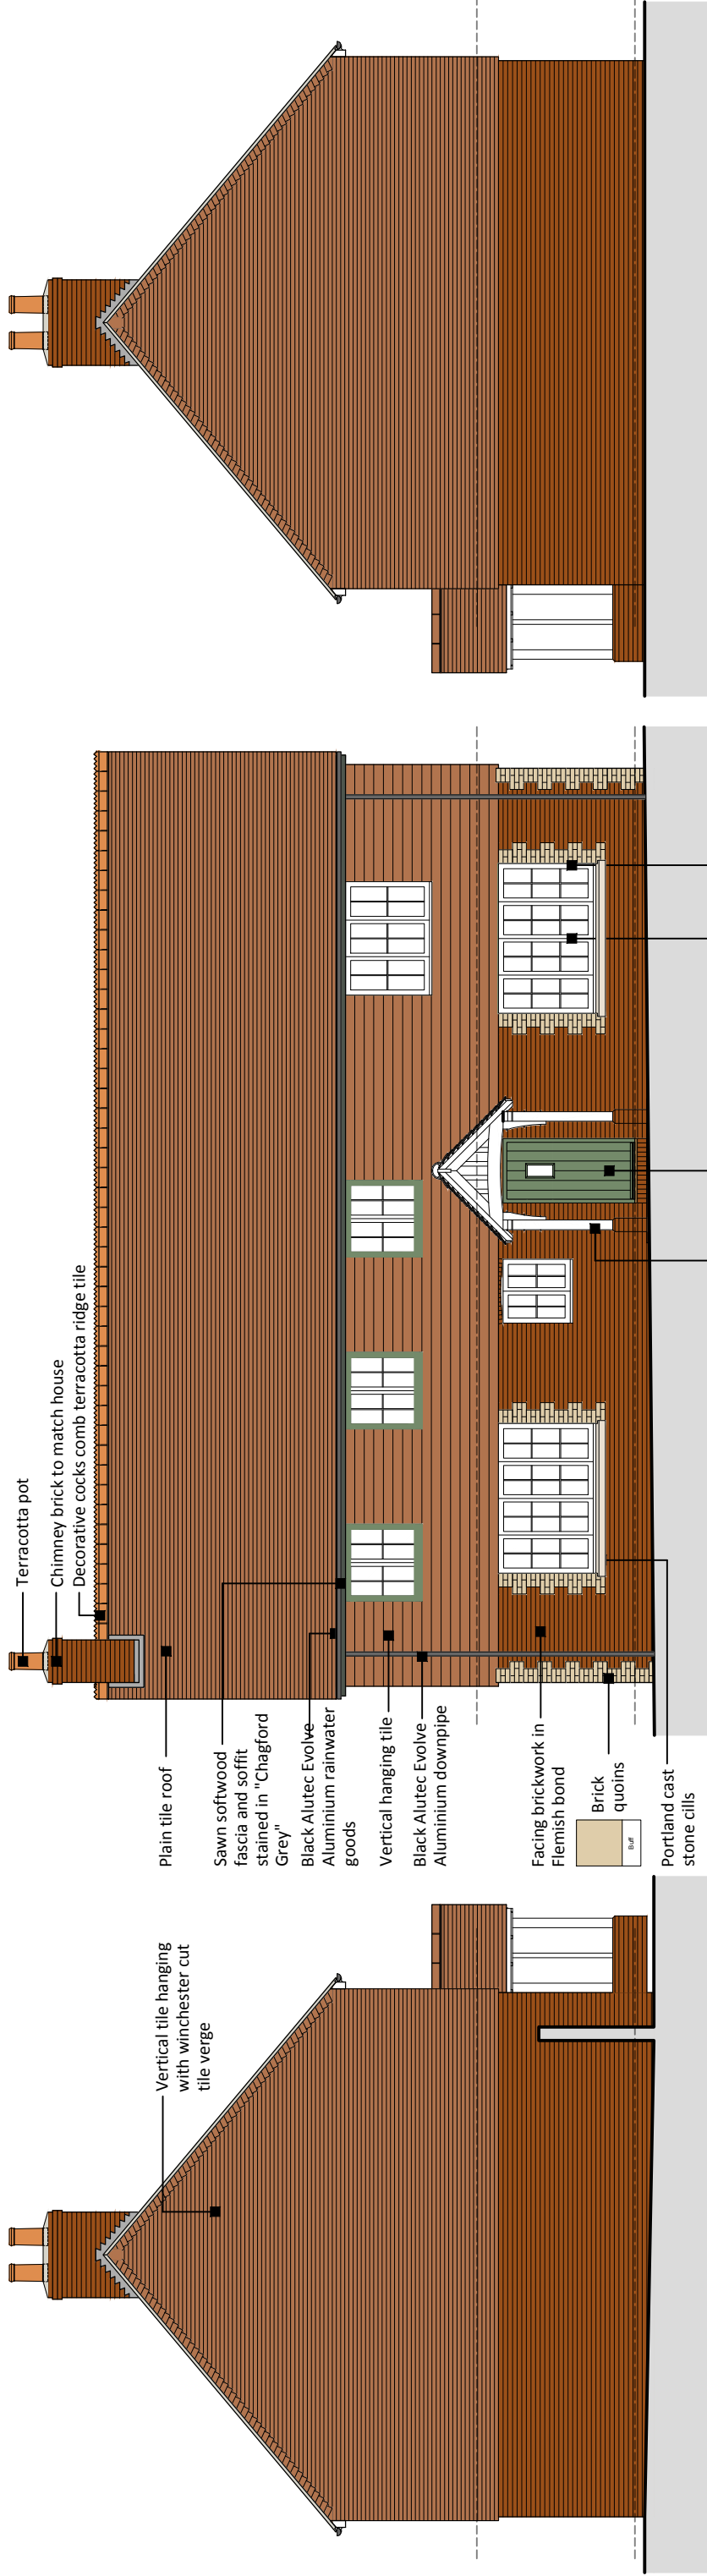 Terracotta pot
Chimney brick to match house
Decorative cocks comb terracotta ridge tile
Vertical tile hanging
with winchester cut
tile verge
Plain tile roof
Sawn softwood
fascia and soffit
stained in "Chagford
Grey"
Black Alutec Evolve
Aluminium rainwater
goods
Vertical hanging tile
Black Alutec Evolve
Aluminium downpipe
Facing brickwork in
Flemish bond
Brick
quoins
Buff
Portland cast
stone cills